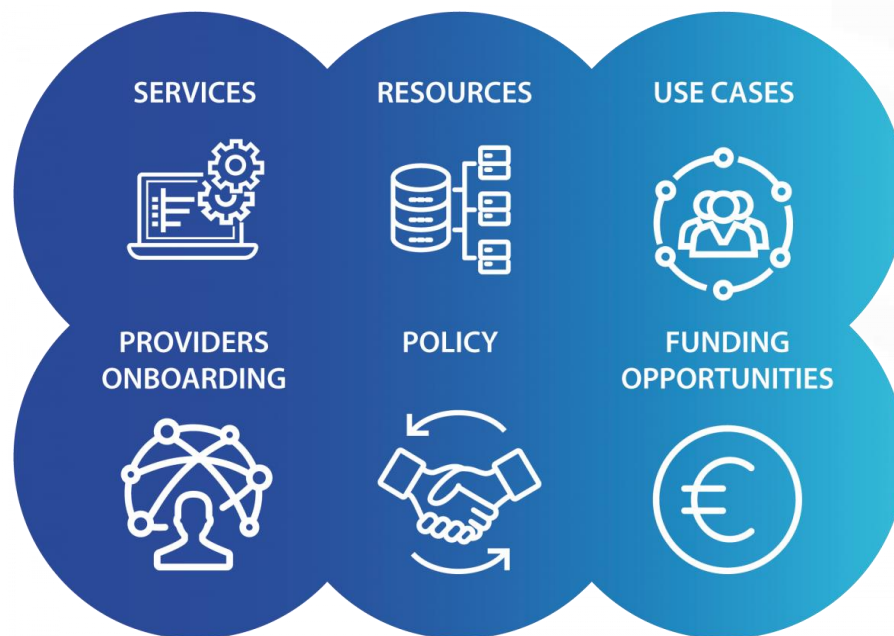 SERVICES
RESOURCES
USE CASES
PROVIDERS
ONBOARDING
POLICY
FUNDING
OPPORTUNITIES